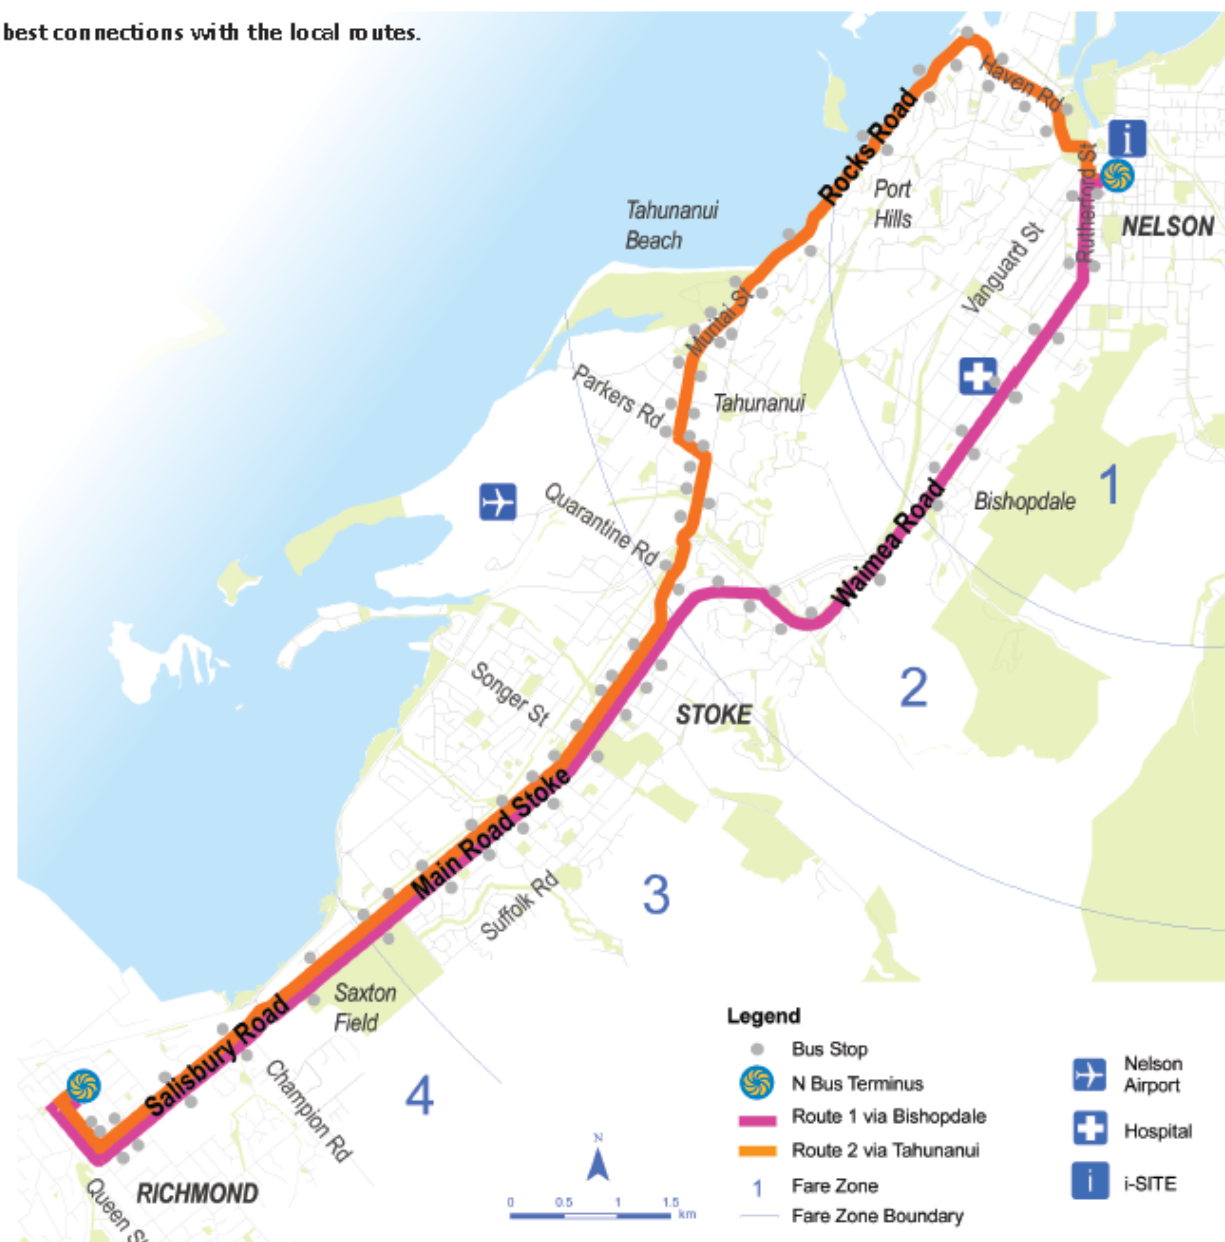 best connections with the local routes.
Haven Rd
Rocks Road
Port
Hills
Rutherford St
i
NELSON
Tahunanui
Beach
Vanguard St
Muritai St
Parkers Rd
Tahunanui
Quarantine Rd
Bishopdale
1
Waimea Road
2
Songer St
STOKE
Main Road Stoke
3
Suffolk Rd
Saxton
Field
Salisbury Road
Champion Rd
4
RICHMOND
Queen St
Legend
Bus Stop
N Bus Terminus
Route 1 via Bishopdale
Route 2 via Tahunanui
1 Fare Zone
Fare Zone Boundary
Nelson
Airport
Hospital
i i-SITE
N
0 0.5 1 1.5
km